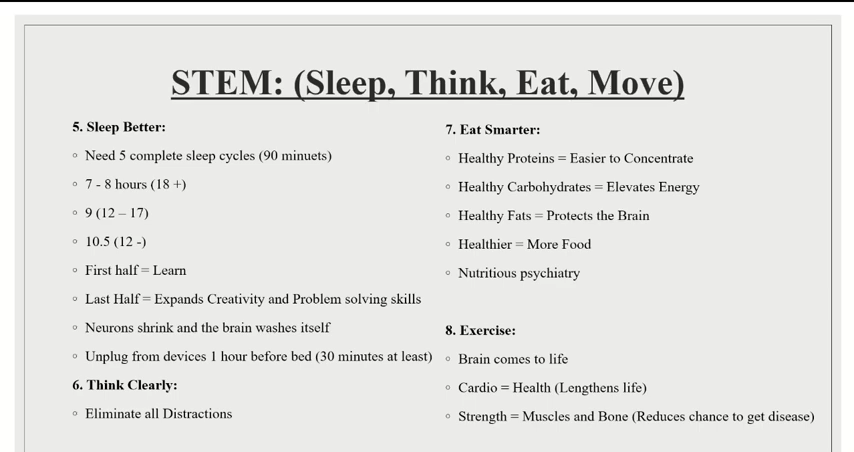 STEM: (Sleep, Think, Eat, Move)
5. Sleep Better:
◦ Need 5 complete sleep cycles (90 minuets)
◦ 7 - 8 hours (18 +)
◦ 9 (12 – 17)
◦ 10.5 (12 -)
◦ First half = Learn
◦ Last Half = Expands Creativity and Problem solving skills
◦ Neurons shrink and the brain washes itself
◦ Unplug from devices 1 hour before bed (30 minutes at least)
6. Think Clearly:
◦ Eliminate all Distractions
7. Eat Smarter:
◦ Healthy Proteins = Easier to Concentrate
◦ Healthy Carbohydrates = Elevates Energy
◦ Healthy Fats = Protects the Brain
◦ Healthier = More Food
◦ Nutritious psychiatry
8. Exercise:
◦ Brain comes to life
◦ Cardio = Health (Lengthens life)
◦ Strength = Muscles and Bone (Reduces chance to get disease)